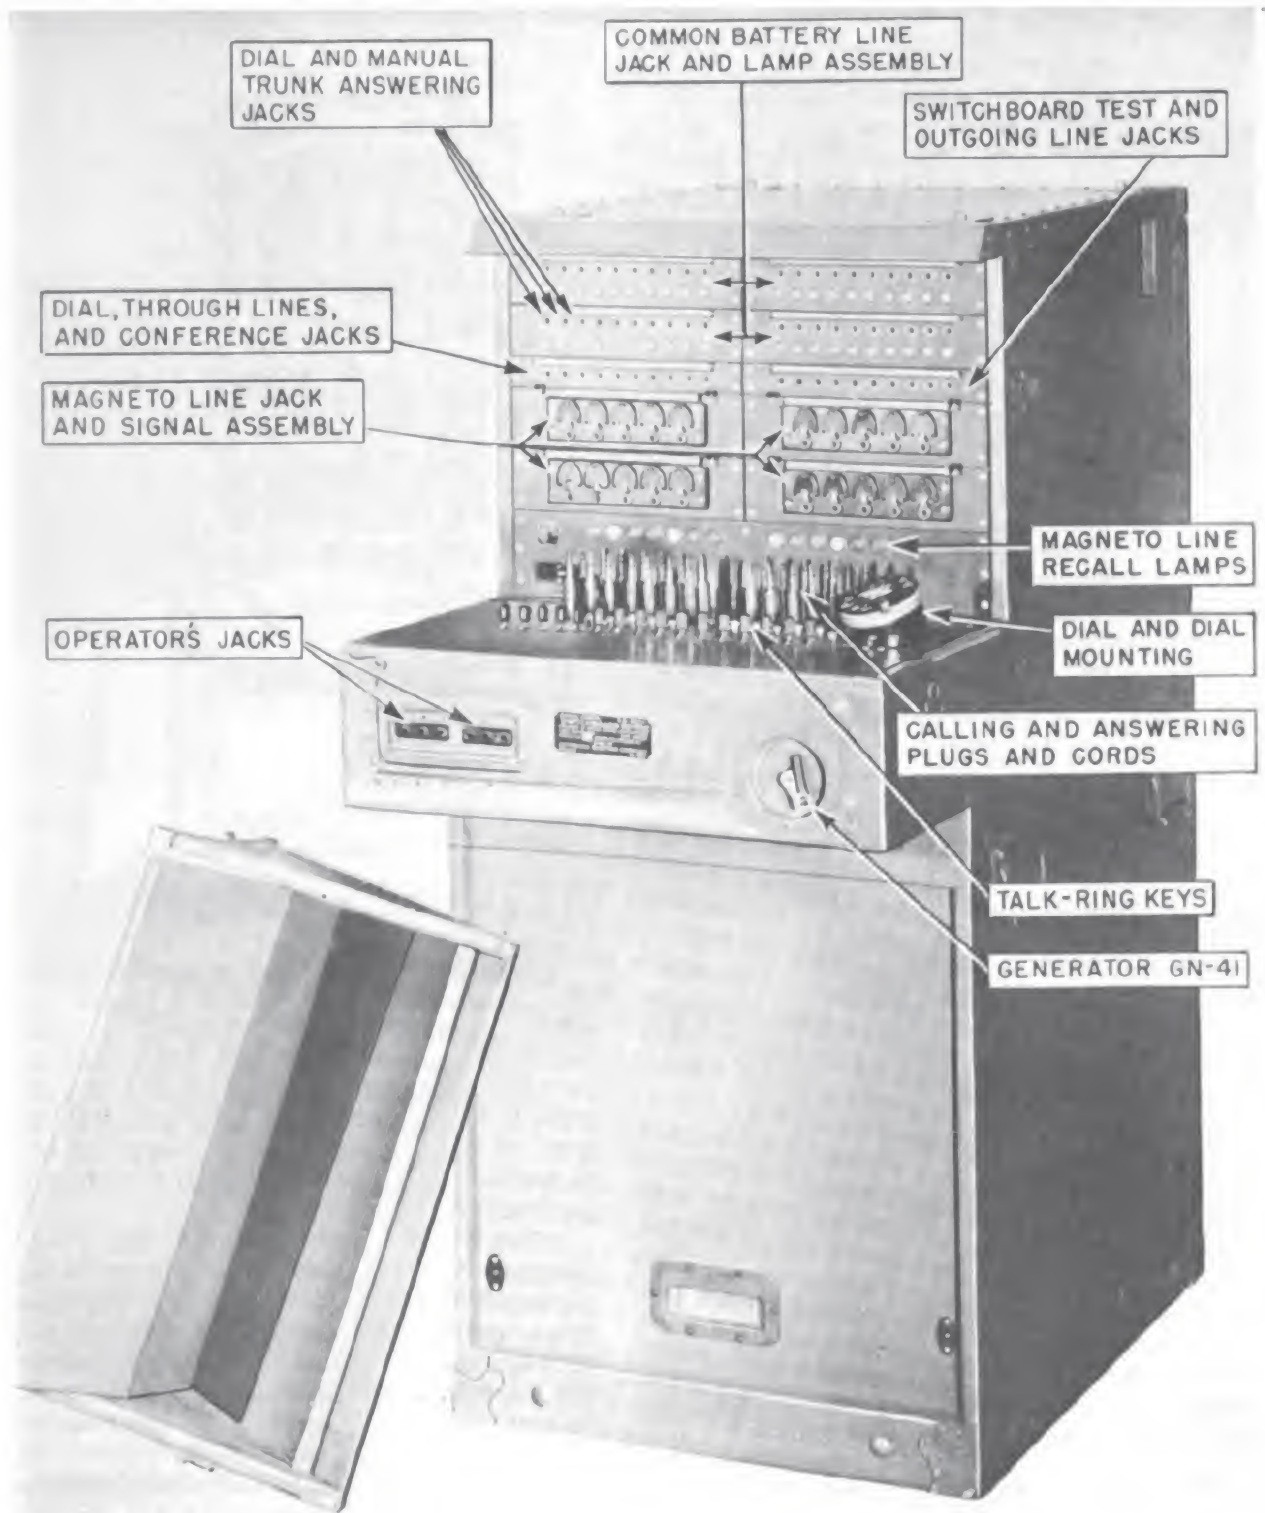 DIAL AND MANUAL
TRUNK ANSWERING
JACKS
COMMON BATTERY LINE
JACK AND LAMP ASSEMBLY
SWITCHBOARD TEST AND
OUTGOING LINE JACKS
DIAL, THROUGH LINES,
AND CONFERENCE JACKS
MAGNETO LINE JACK
AND SIGNAL ASSEMBLY
MAGNETO LINE
RECALL LAMPS
OPERATOR'S JACKS
DIAL AND DIAL
MOUNTING
CALLING AND ANSWERING
PLUGS AND CORDS
TALK-RING KEYS
GENERATOR GN-41